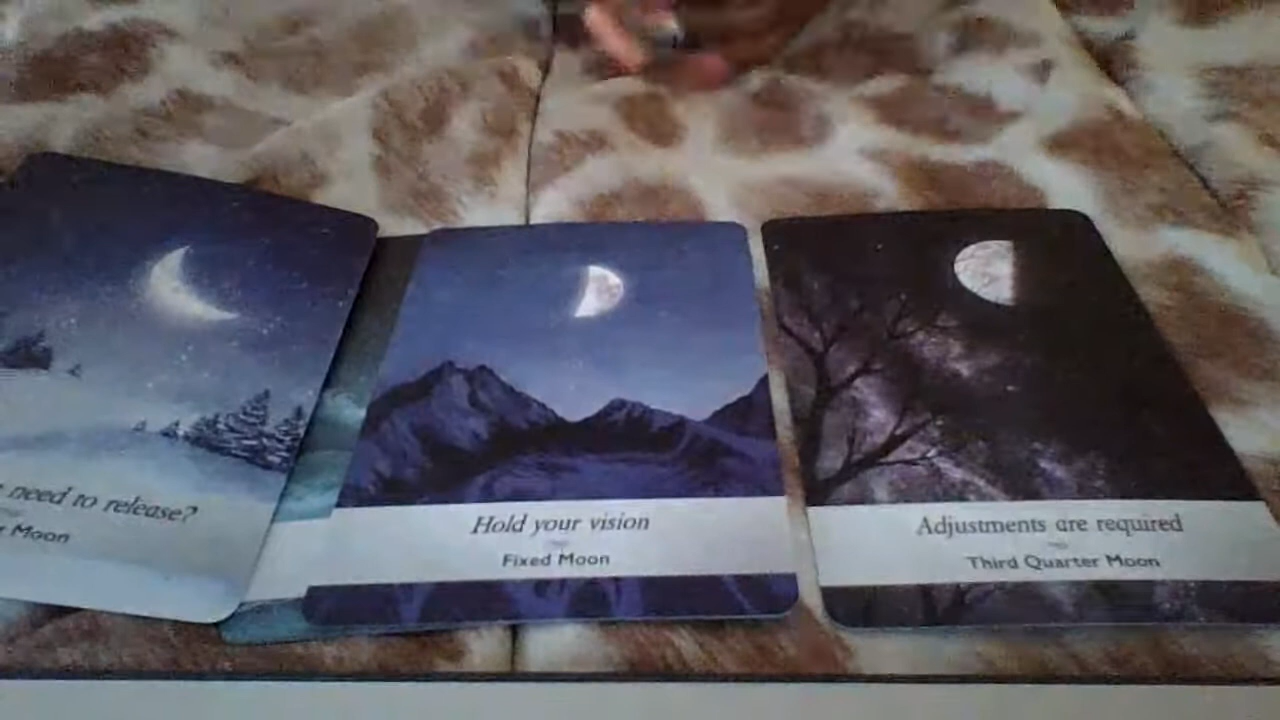 need to release?
Moon
Hold your vision
Fixed Moon
Adjustments are required
Third Quarter Moon